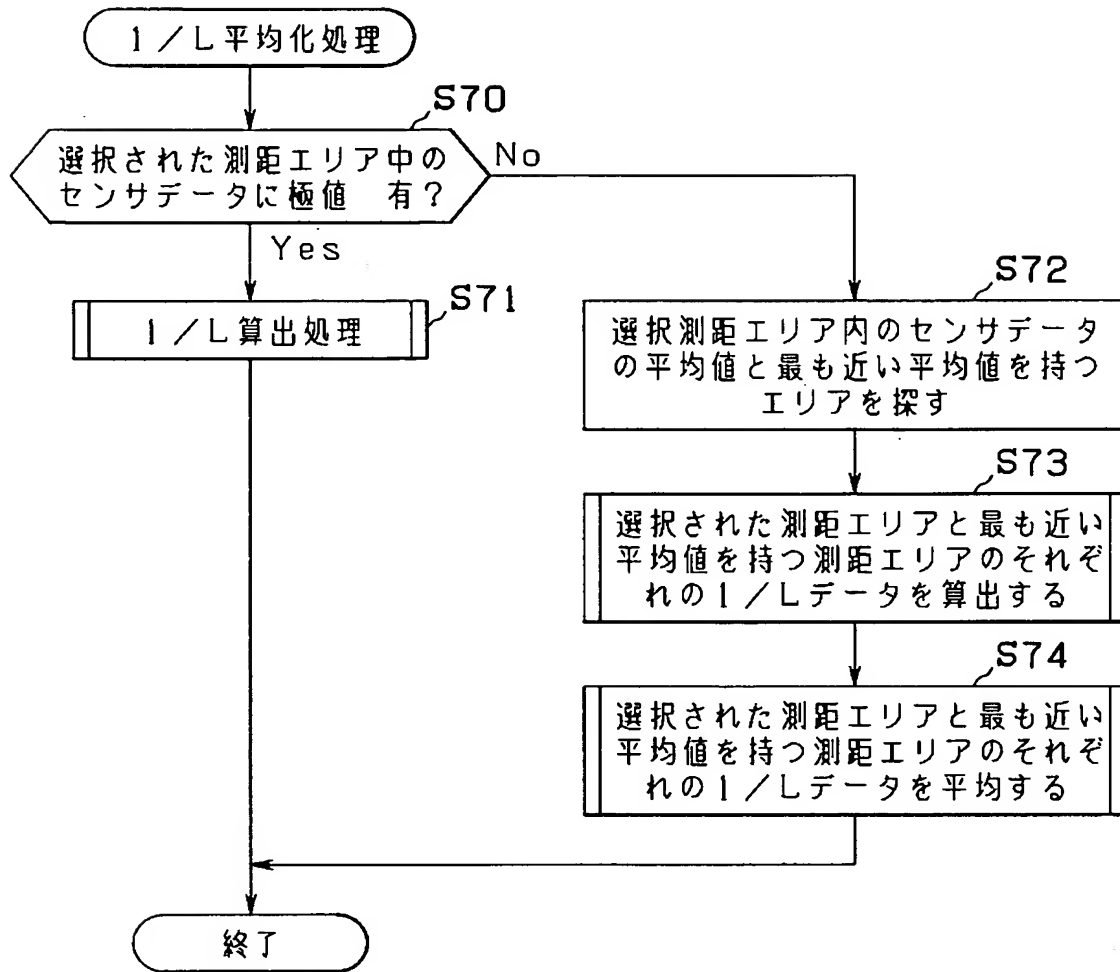 1/L平均化処理
S70
選択された測距エリア中の
センサデータに極値 有?
No
Yes
S71
1/L算出処理
S72
選択測距エリア内のセンサデータ
の平均値と最も近い平均値を持つ
エリアを探す
S73
選択された測距エリアと最も近い
平均値を持つ測距エリアのそれぞ
れの1/Lデータを算出する
S74
選択された測距エリアと最も近い
平均値を持つ測距エリアのそれぞ
れの1/Lデータを平均する
終了